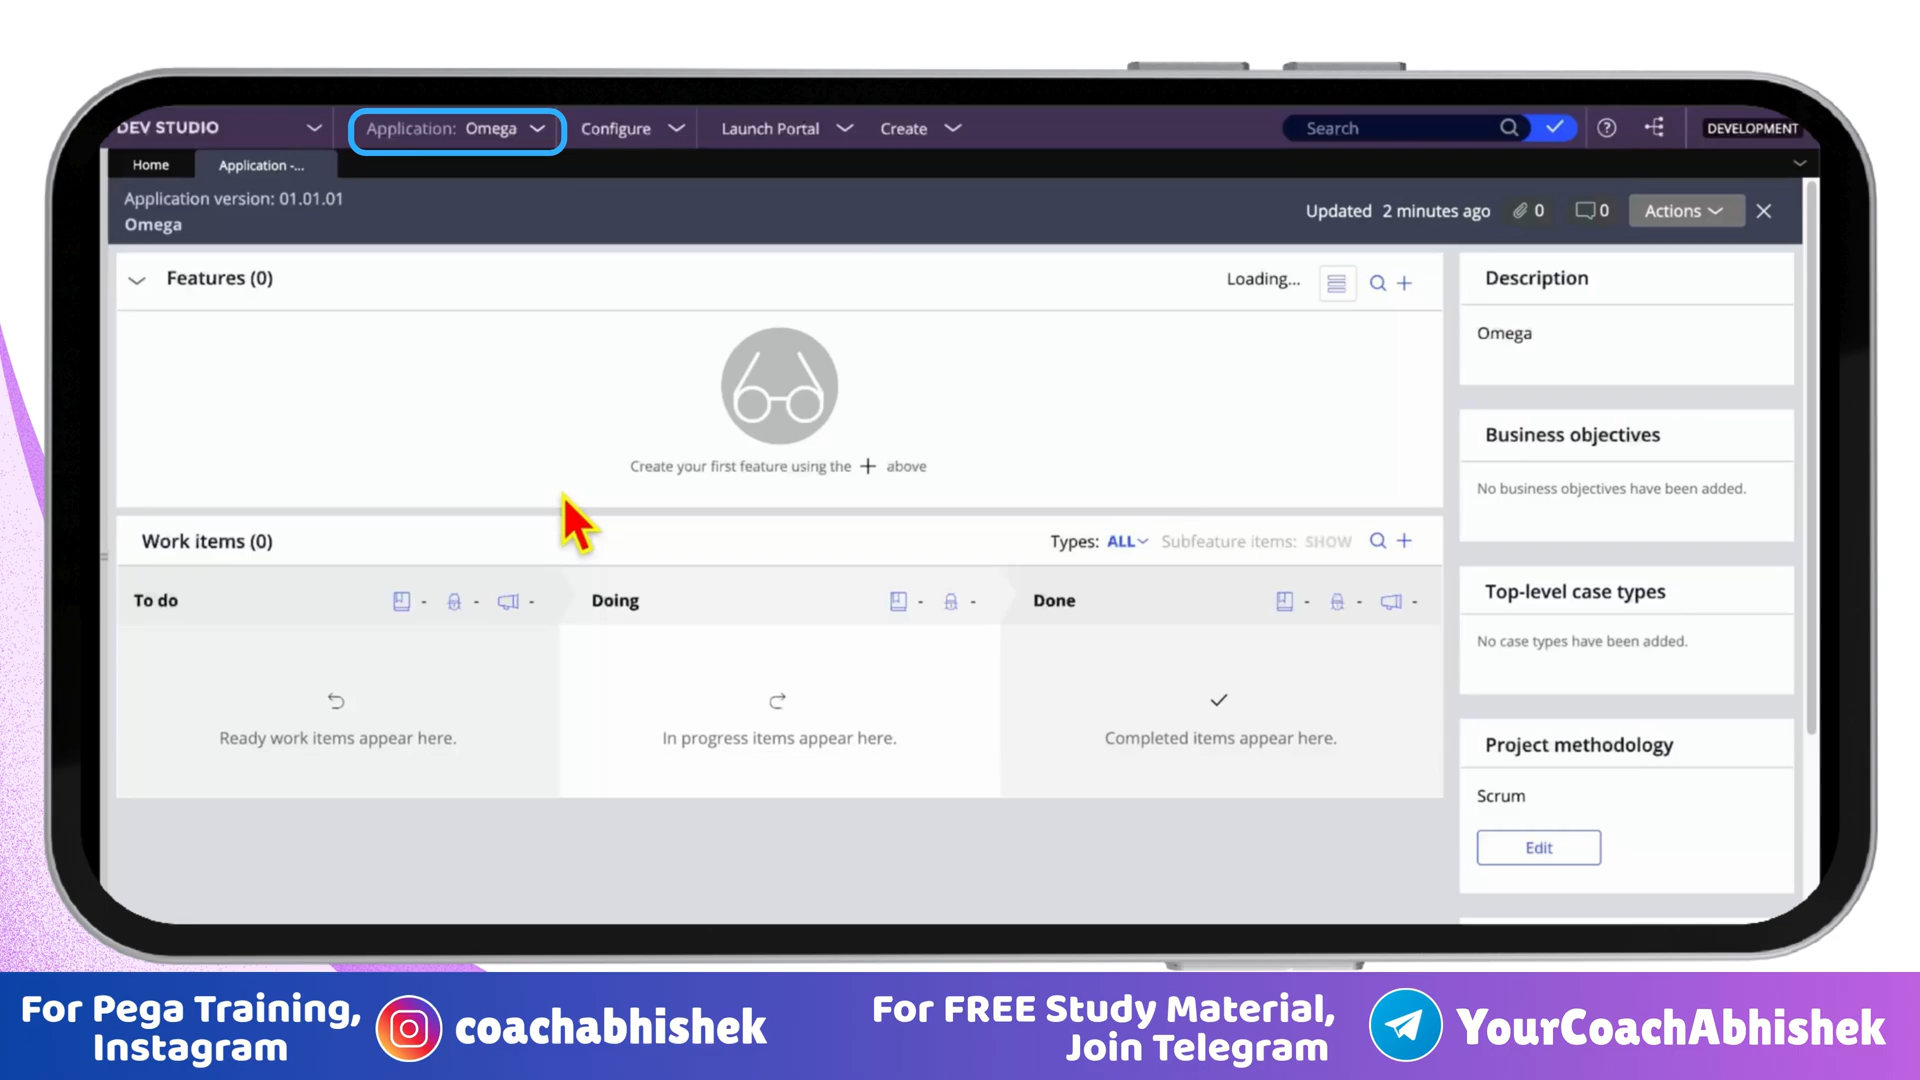 DEV STUDIO
Application: Omega
Configure
Launch Portal
Create
Search
DEVELOPMENT
Home
Application -...
Application version: 01.01.01
Omega
Updated 2 minutes ago
0
0
Actions
Features (0)
Loading...
Create your first feature using the + above
Work items (0)
Types: ALL
Subfeature items: SHOW
To do
-
-
-
Doing
-
-
Done
-
-
-
Ready work items appear here.
In progress items appear here.
Completed items appear here.
Description
Omega
Business objectives
No business objectives have been added.
Top-level case types
No case types have been added.
Project methodology
Scrum
Edit
For Pega Training,
Instagram
coachabhishek
For FREE Study Material,
Join Telegram
YourCoachAbhishek